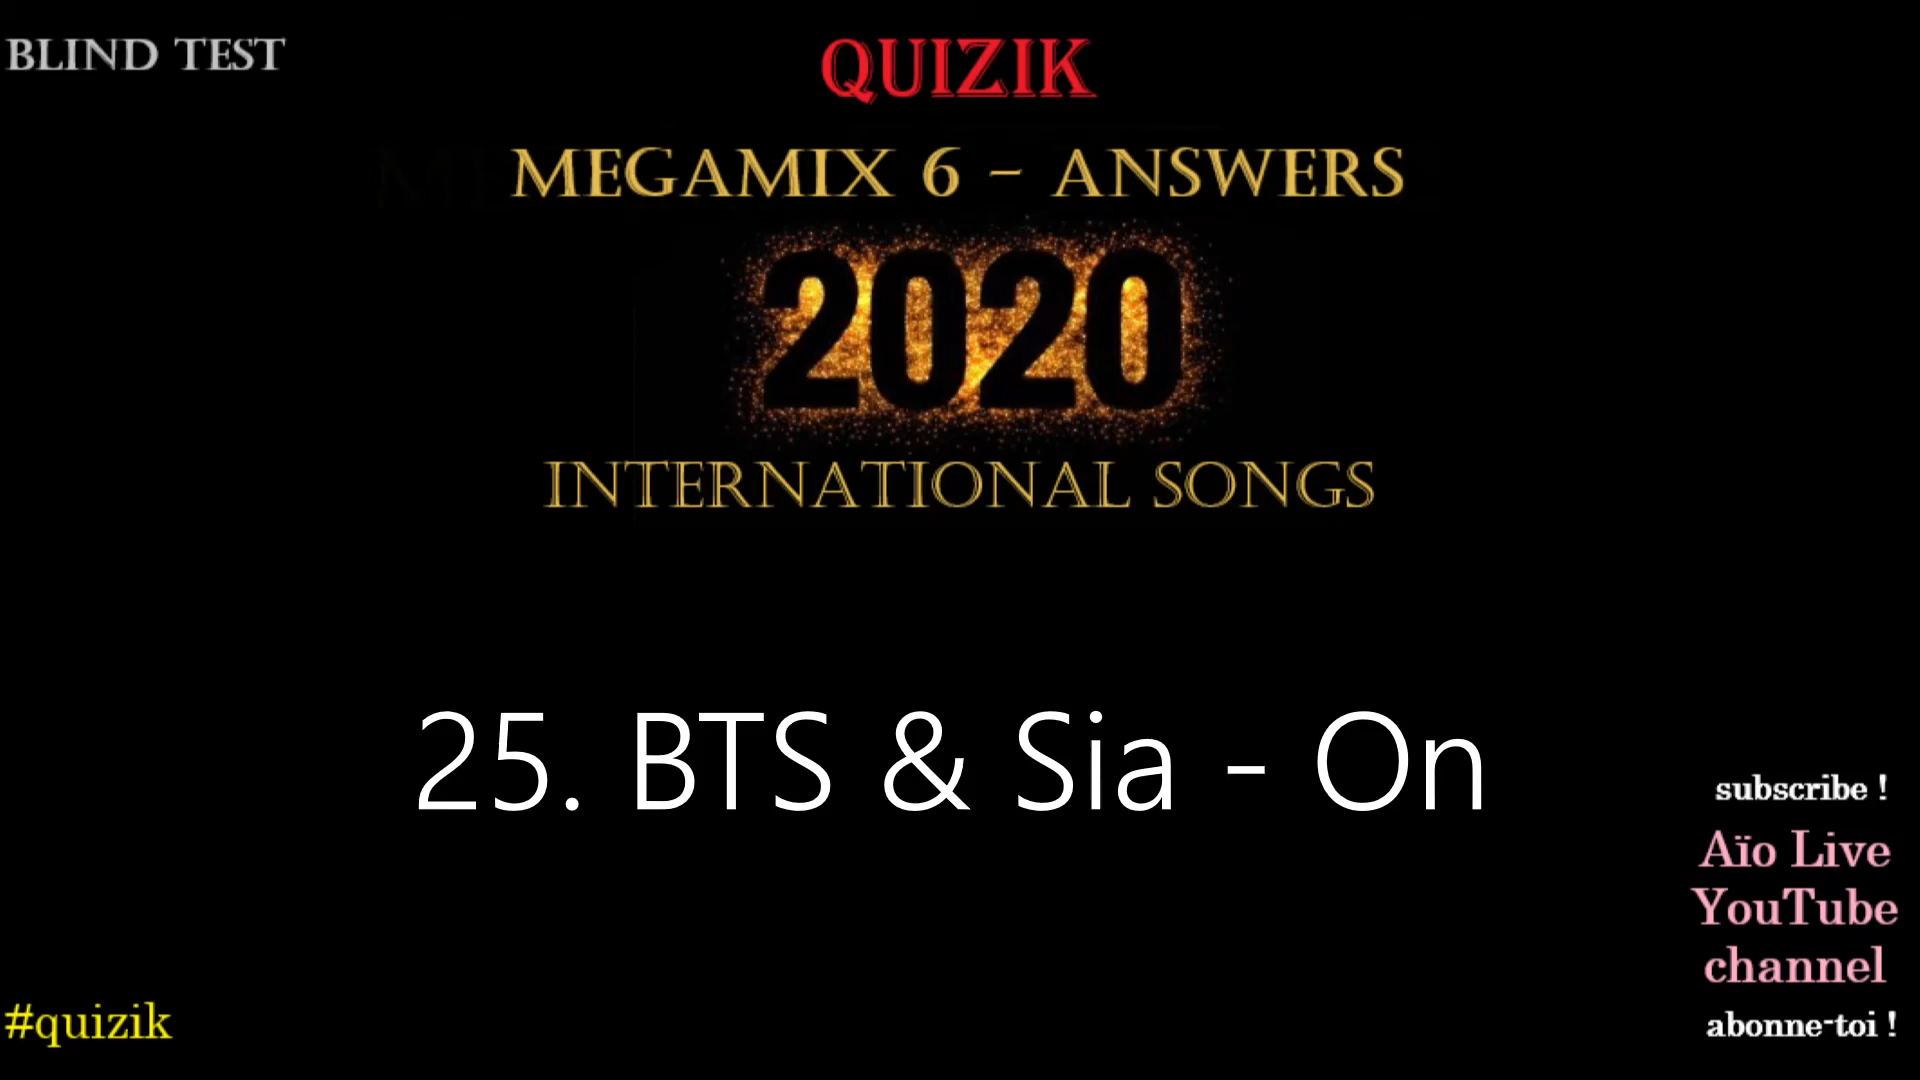 BLIND TEST
QUIZIK
MEGAMIX 6 - ANSWERS
2020
INTERNATIONAL SONGS
25. BTS & Sia - On
subscribe !
Aïo Live
YouTube
channel
abonne-toi !
#quizik